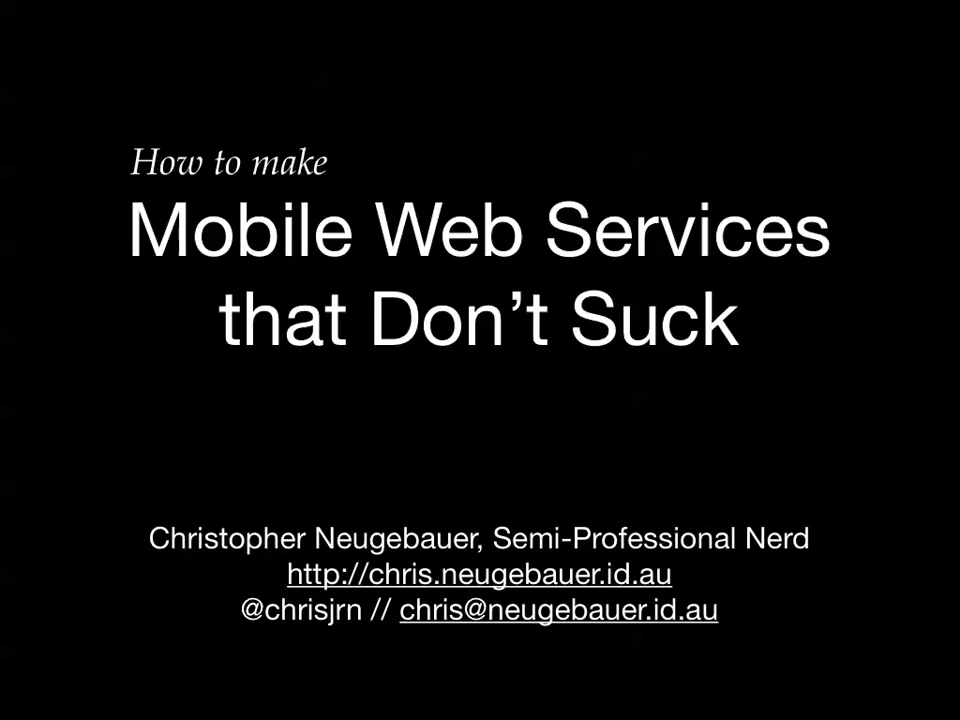 How to make
Mobile Web Services
that Don’t Suck
Christopher Neugebauer, Semi-Professional Nerd
http://chris.neugebauer.id.au
@chrisjrn // chris@neugebauer.id.au